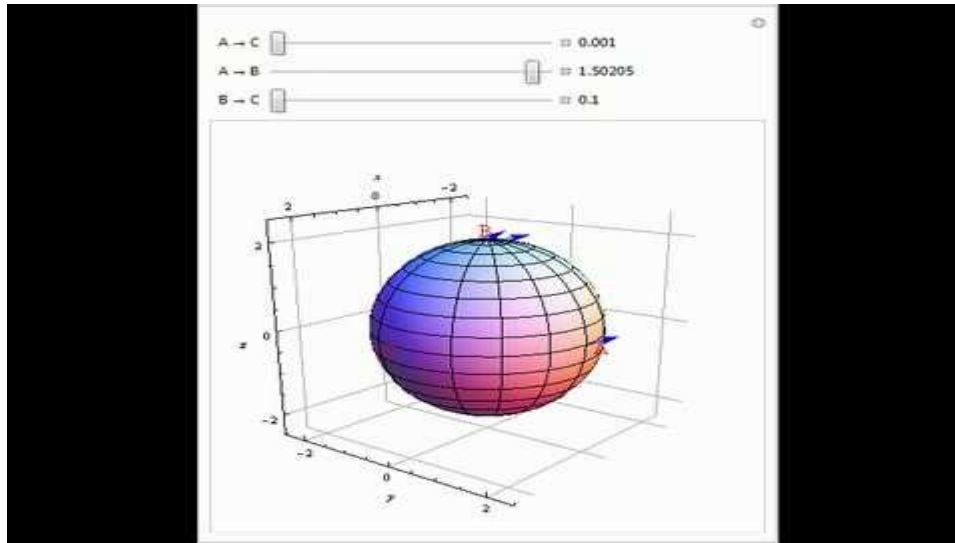 A → C = 0.001
A → B = 1.50205
B → C = 0.1
x
2 0 -2
2
B
0
z
A
-2
-2
0
y
2